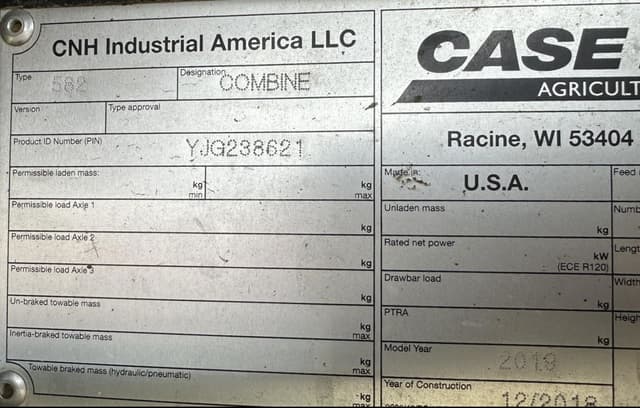 CNH Industrial America LLC
Type 582
Designation COMBINE
Version
Type approval
Product ID Number (PIN) YJG238621
Permissible laden mass: kg min kg max
Permissible load Axle 1 kg
Permissible load Axle 2 kg
Permissible load Axle 3 kg
Un-braked towable mass kg max
Inertia-braked towable mass kg max
Towable braked mass (hydraulic/pneumatic) kg max
CASE
AGRICULT
Racine, WI 53404
Made in: U.S.A.
Feed
Unladen mass kg
Numb
Rated net power kW (ECE R120)
Lengt
Drawbar load kg
Width
PTRA kg
Heigh
Model Year 2019
Year of Construction 12/2018